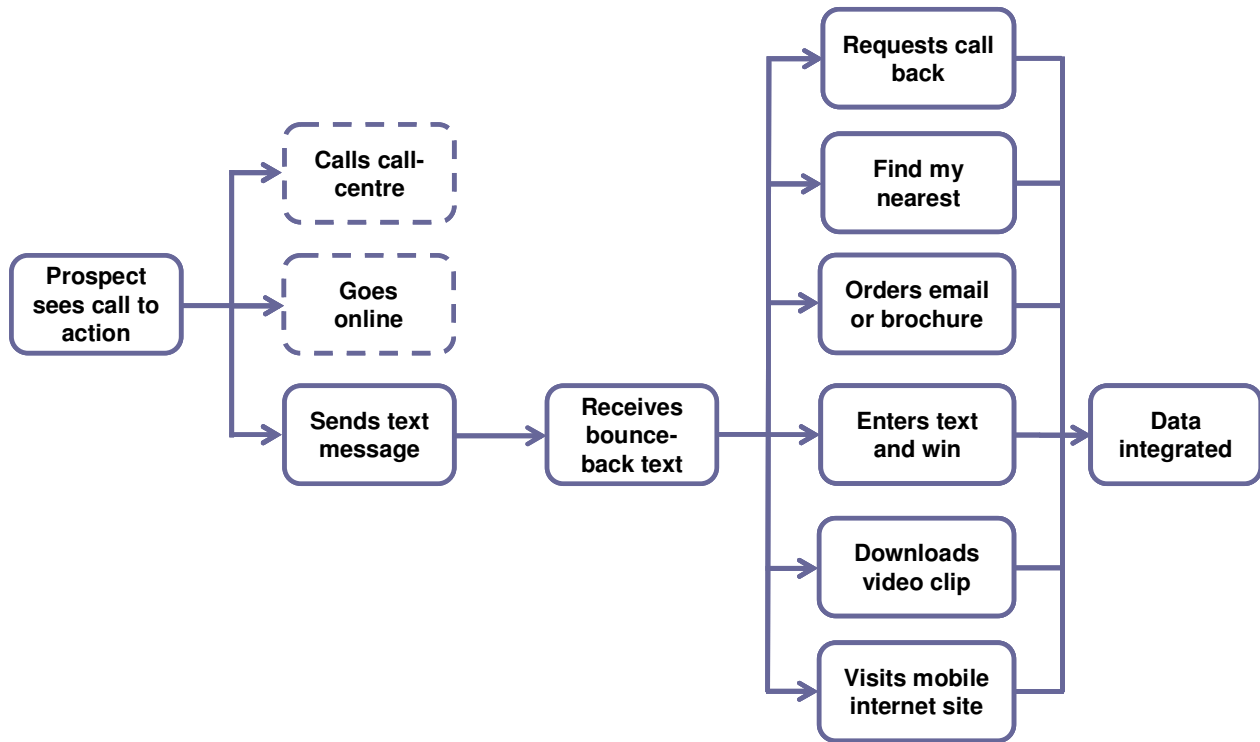 Prospect
sees call to
action
Calls call-
centre
Goes
online
Sends text
message
Receives
bounce-
back text
Requests call
back
Find my
nearest
Orders email
or brochure
Enters text
and win
Downloads
video clip
Visits mobile
internet site
Data
integrated